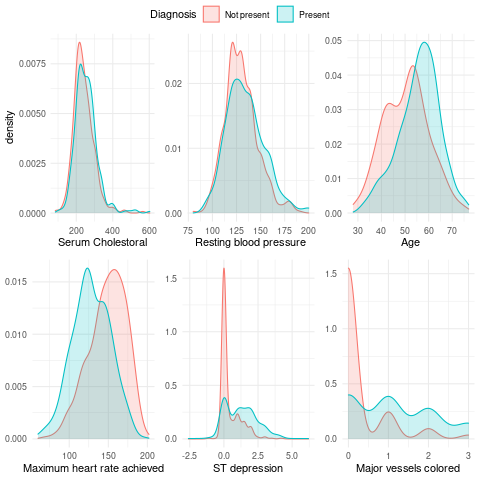 Diagnosis Not present Present
density
0.0075
0.0050
0.0025
0.0000
200 400 600
Serum Cholestoral
0.02
0.01
0.00
75 100 125 150 175 200
Resting blood pressure
0.05
0.04
0.03
0.02
0.01
0.00
30 40 50 60 70
Age
0.015
0.010
0.005
0.000
100 150 200
Maximum heart rate achieved
1.5
1.0
0.5
0.0
-2.5 0.0 2.5 5.0
ST depression
1.5
1.0
0.5
0.0
0 1 2 3
Major vessels colored